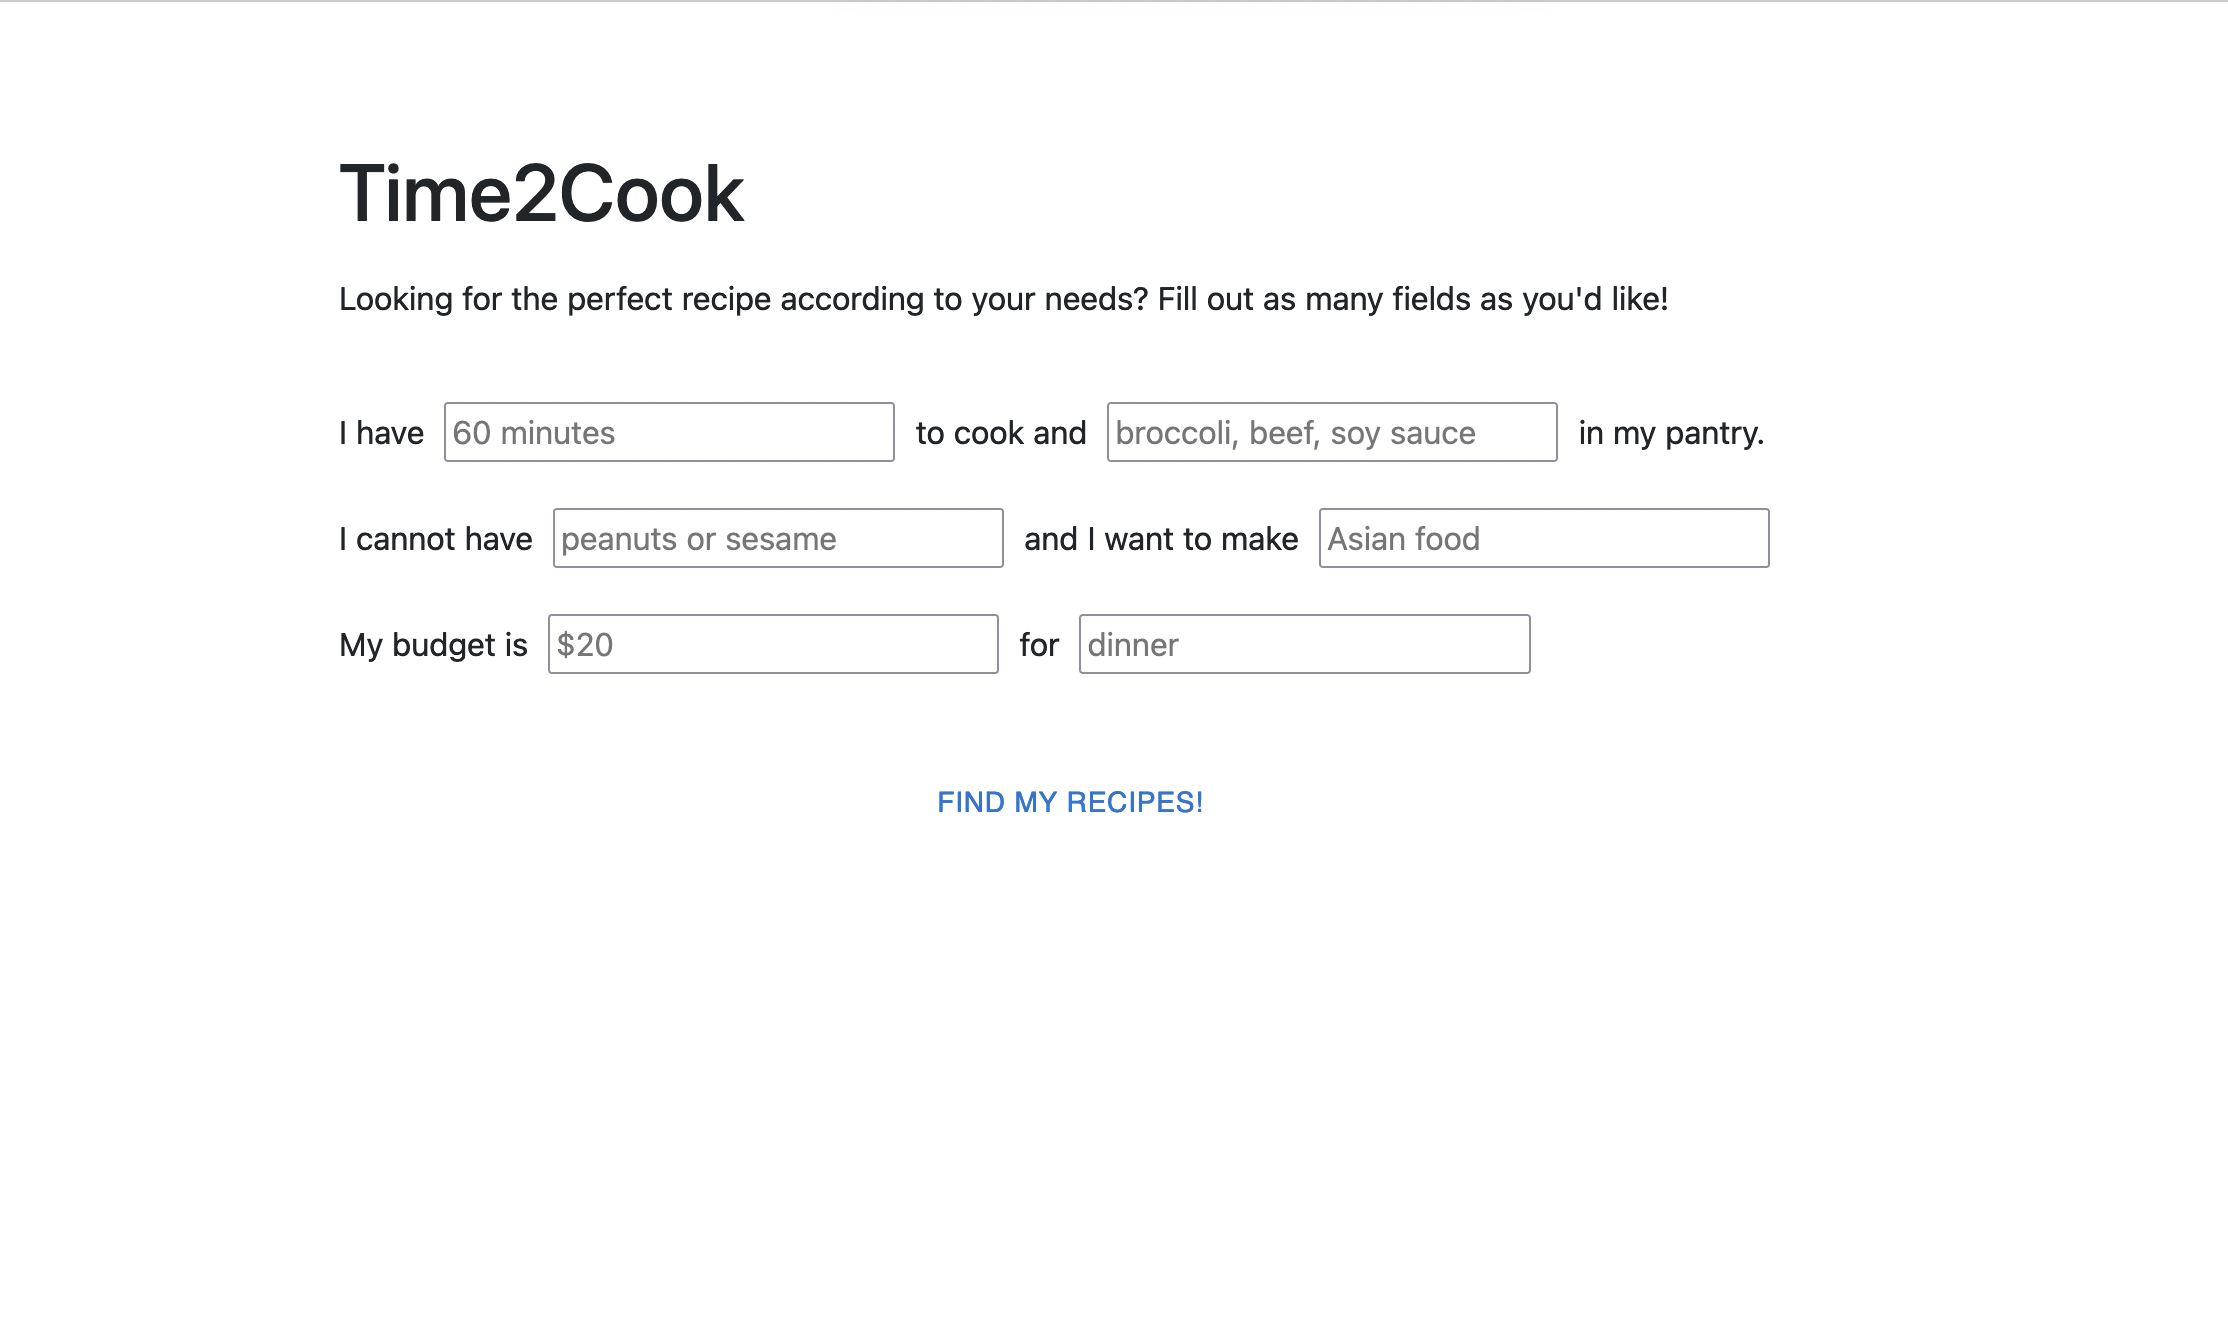 Time2Cook
Looking for the perfect recipe according to your needs? Fill out as many fields as you'd like!
I have 60 minutes to cook and broccoli, beef, soy sauce in my pantry.
I cannot have peanuts or sesame and I want to make Asian food
My budget is $20 for dinner
FIND MY RECIPES!